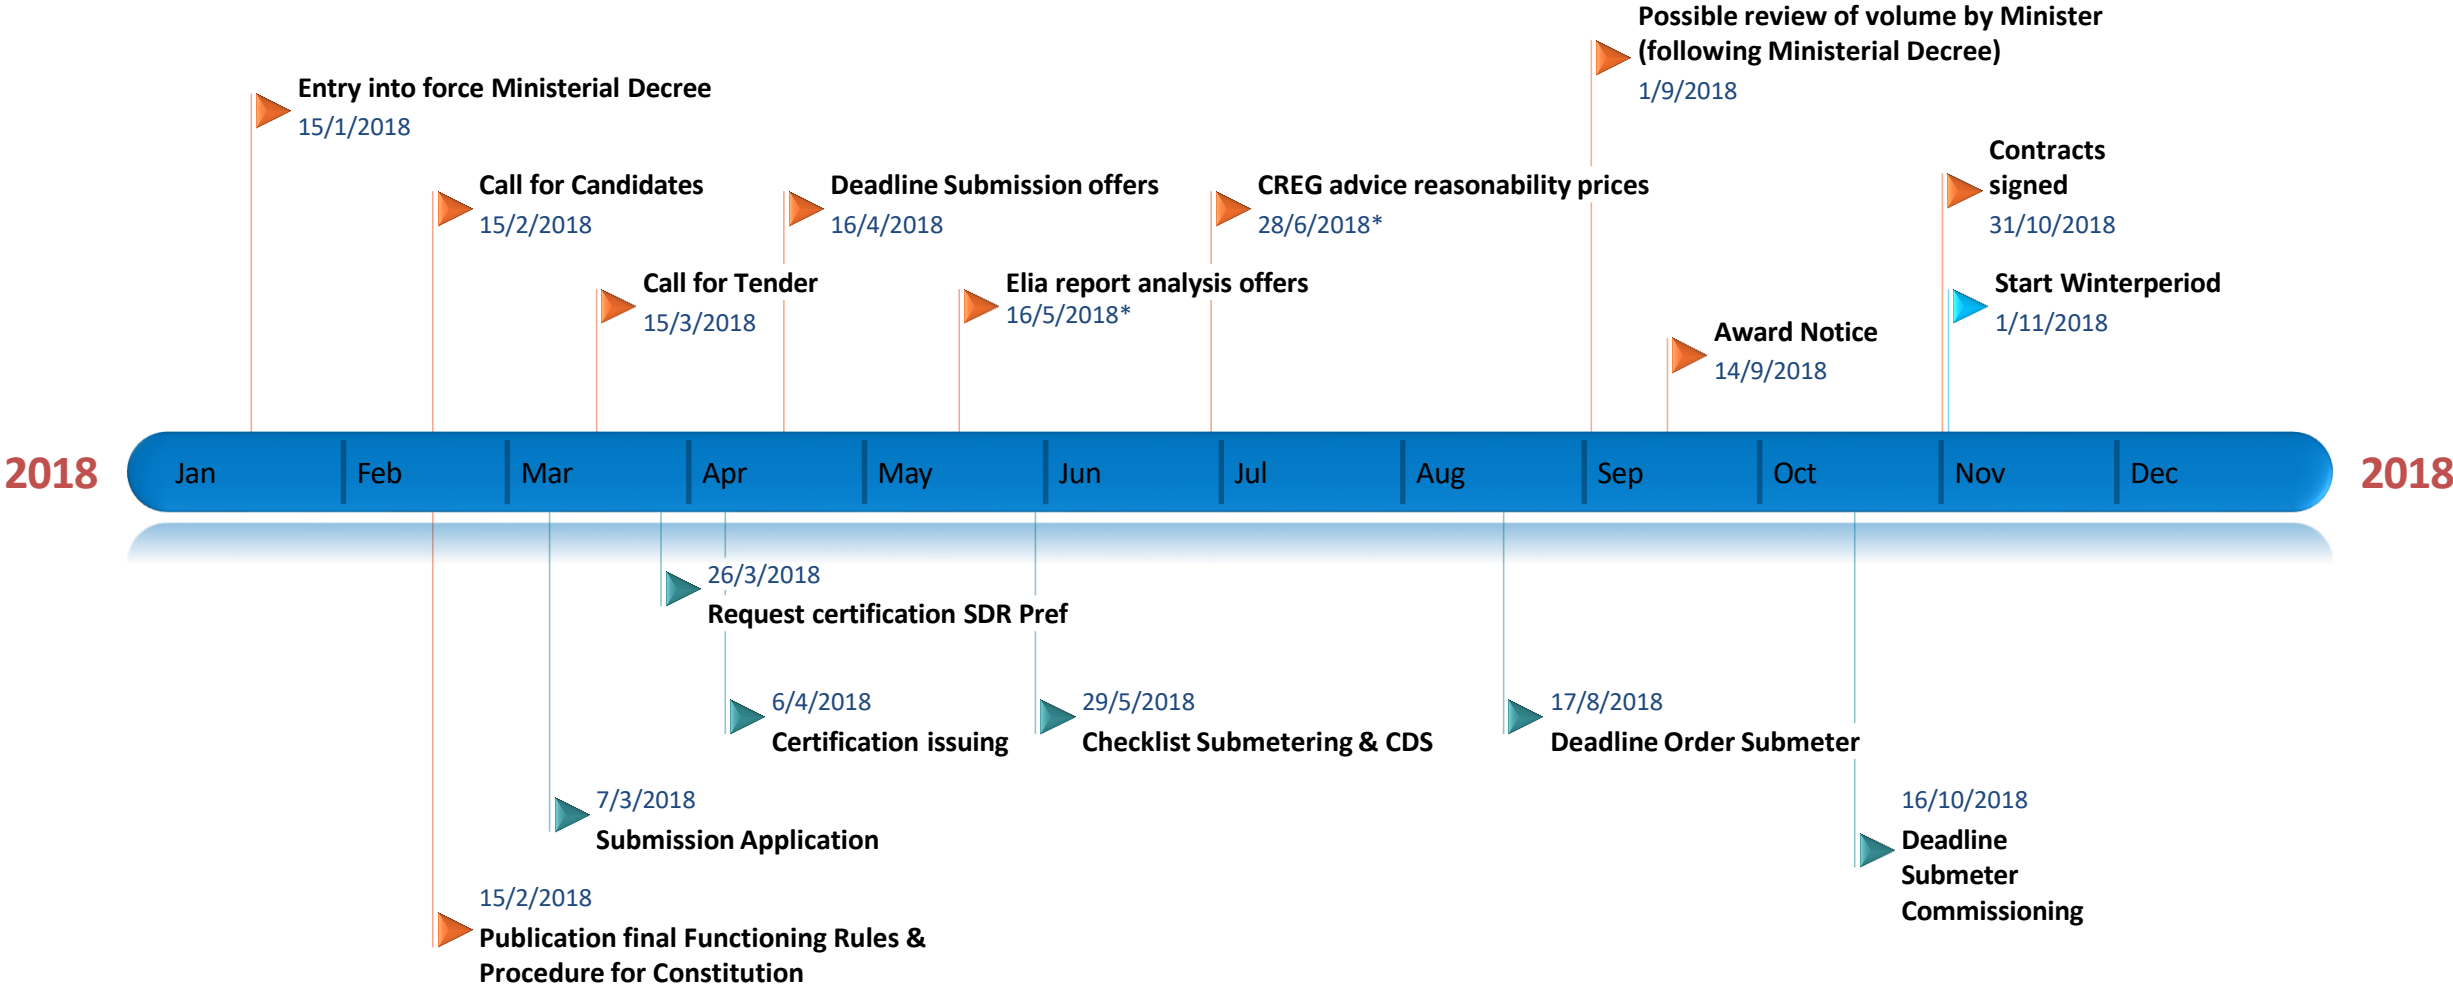 Possible review of volume by Minister
(following Ministerial Decree)
1/9/2018
Entry into force Ministerial Decree
15/1/2018
Contracts
signed
31/10/2018
Call for Candidates
15/2/2018
Deadline Submission offers
16/4/2018
CREG advice reasonability prices
28/6/2018*
Call for Tender
15/3/2018
Elia report analysis offers
16/5/2018*
Start Winterperiod
1/11/2018
Award Notice
14/9/2018
2018
Jan
Feb
Mar
Apr
May
Jun
Jul
Aug
Sep
Oct
Nov
Dec
2018
26/3/2018
Request certification SDR Pref
6/4/2018
Certification issuing
29/5/2018
Checklist Submetering & CDS
17/8/2018
Deadline Order Submeter
7/3/2018
Submission Application
16/10/2018
Deadline
Submeter
Commissioning
15/2/2018
Publication final Functioning Rules &
Procedure for Constitution